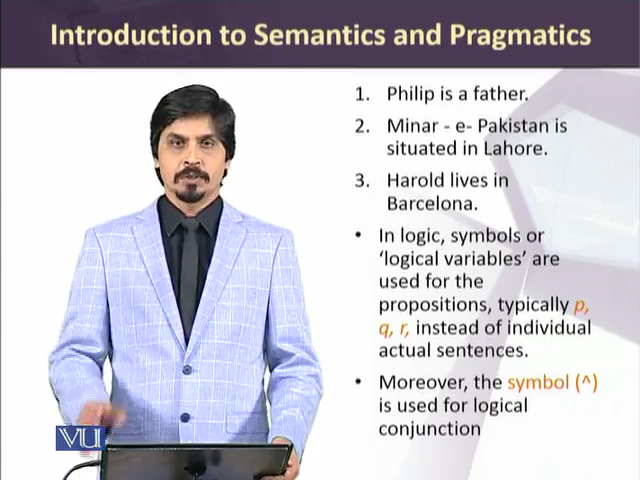 Introduction to Semantics and Pragmatics
1. Philip is a father.
2. Minar - e- Pakistan is
situated in Lahore.
3. Harold lives in
Barcelona.
• In logic, symbols or
'logical variables' are
used for the
propositions, typically p,
q, r, instead of individual
actual sentences.
• Moreover, the symbol (^)
is used for logical
conjunction
VU